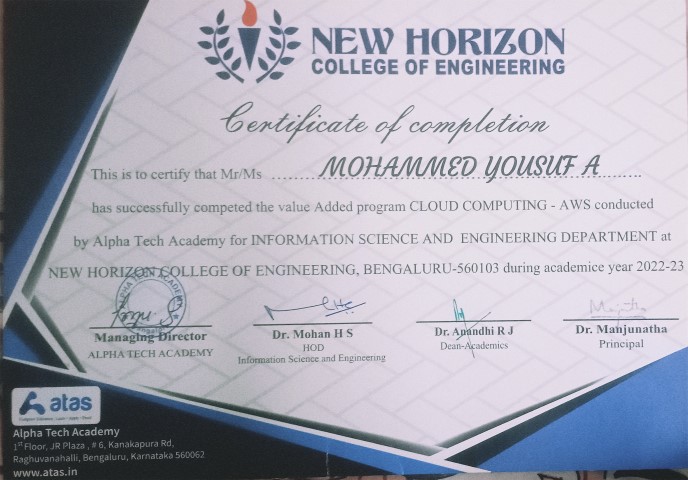 NEW HORIZON
COLLEGE OF ENGINEERING
Certificate of completion
This is to certify that Mr/Ms ....MOHAMMED YOUSUF A......
has successfully competed the value Added program CLOUD COMPUTING - AWS conducted
by Alpha Tech Academy for INFORMATION SCIENCE AND ENGINEERING DEPARTMENT at
NEW HORIZON COLLEGE OF ENGINEERING, BENGALURU-560103 during academice year 2022-23
ALPHA TECH ACADEMY
Managing Director
ALPHA TECH ACADEMY
Dr. Mohan H S
HOD
Information Science and Engineering
Dr. Anandhi R J
Dean-Academics
Manjunatha
Dr. Manjunatha
Principal
atas
Alpha Tech Academy
1st Floor, JR Plaza , # 6, Kanakapura Rd,
Raghuvanahalli, Bengaluru, Karnataka 560062
www.atas.in